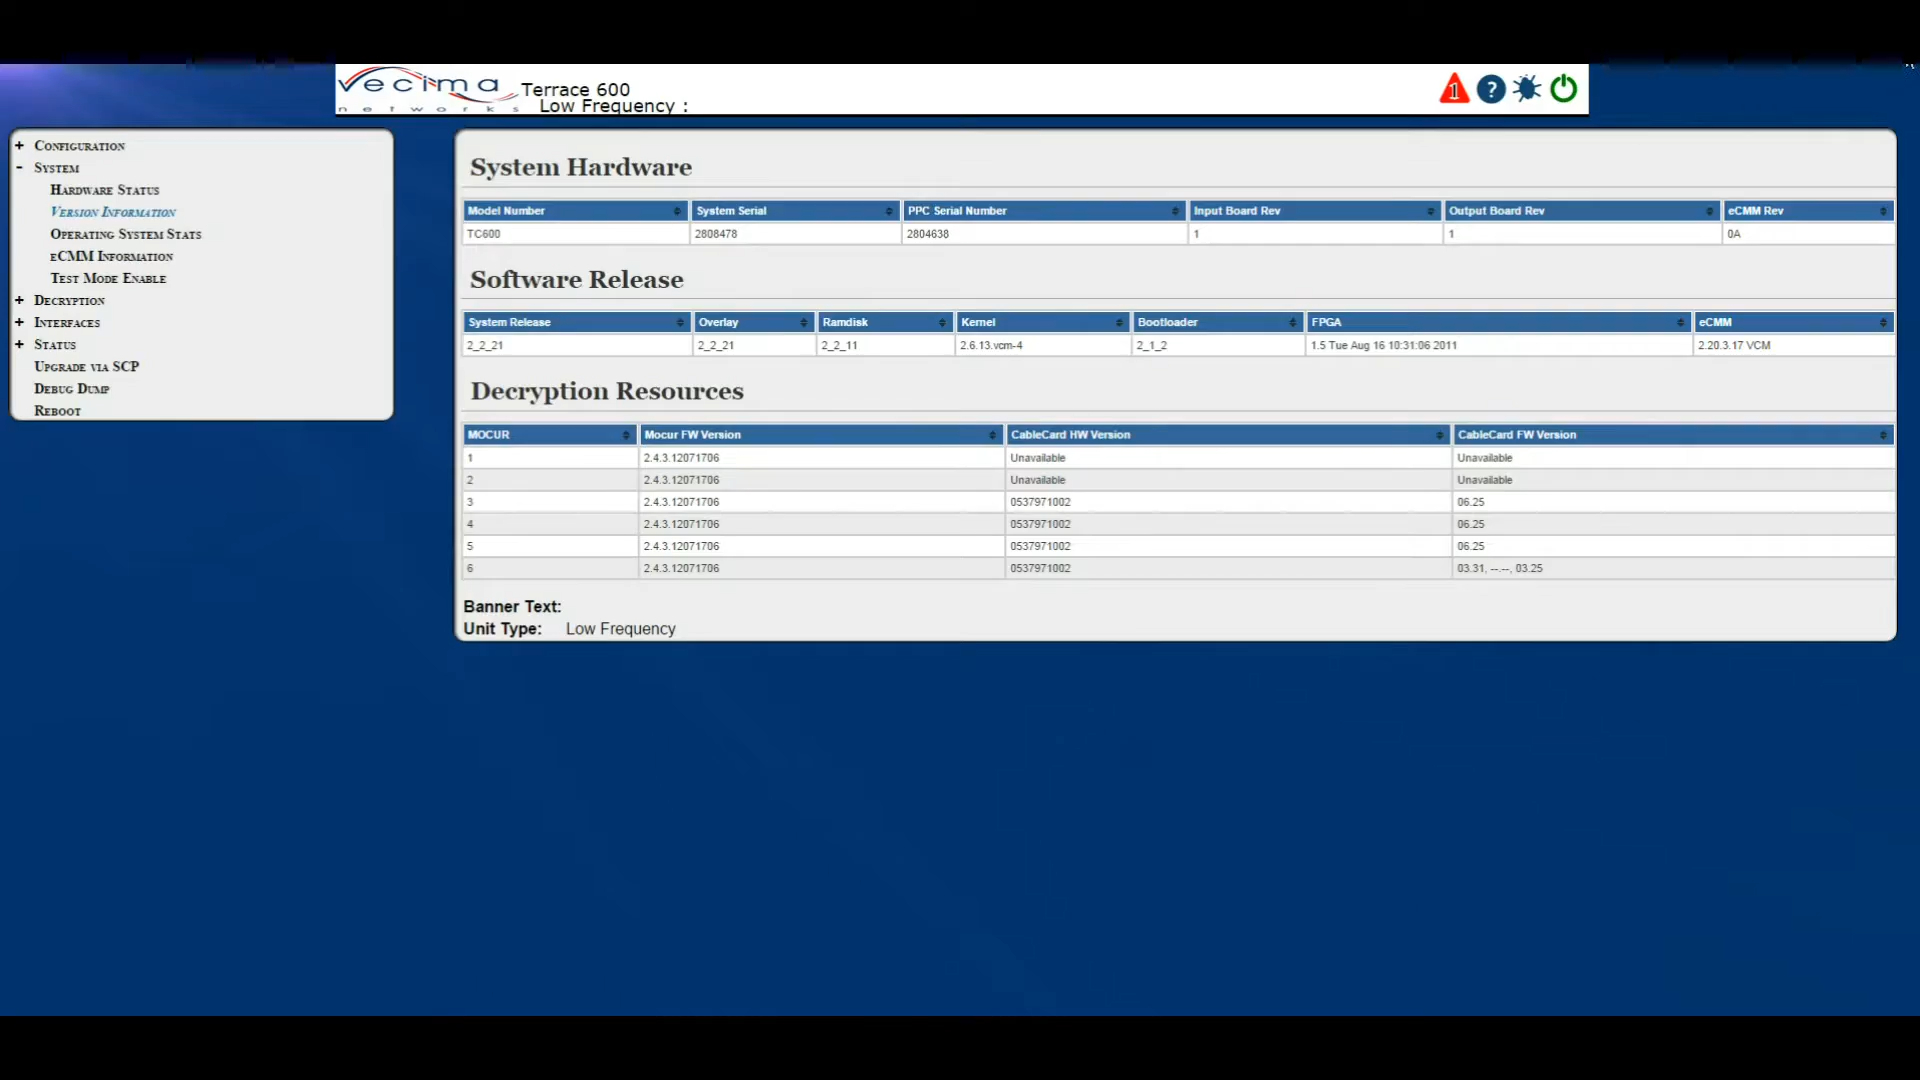 vecima
networks
Terrace 600
Low Frequency :
1 ?
+ CONFIGURATION
- SYSTEM
HARDWARE STATUS
VERSION INFORMATION
OPERATING SYSTEM STATS
eCMM INFORMATION
TEST MODE ENABLE
+ DECRYPTION
+ INTERFACES
+ STATUS
UPGRADE VIA SCP
DEBUG DUMP
REBOOT
System Hardware
Model Number System Serial PPC Serial Number Input Board Rev Output Board Rev eCMM Rev
TC600 2808478 2804638 1 1 0A
Software Release
System Release Overlay Ramdisk Kernel Bootloader FPGA eCMM
2_2_21 2_2_21 2_2_11 2.6.13.vcm-4 2_1_2 1.5 Tue Aug 16 10:31:06 2011 2.20.3.17 VCM
Decryption Resources
MOCUR Mocur FW Version CableCard HW Version CableCard FW Version
1 2.4.3.12071706 Unavailable Unavailable
2 2.4.3.12071706 Unavailable Unavailable
3 2.4.3.12071706 0537971002 06.25
4 2.4.3.12071706 0537971002 06.25
5 2.4.3.12071706 0537971002 06.25
6 2.4.3.12071706 0537971002 03.31, --.--, 03.25
Banner Text:
Unit Type: Low Frequency